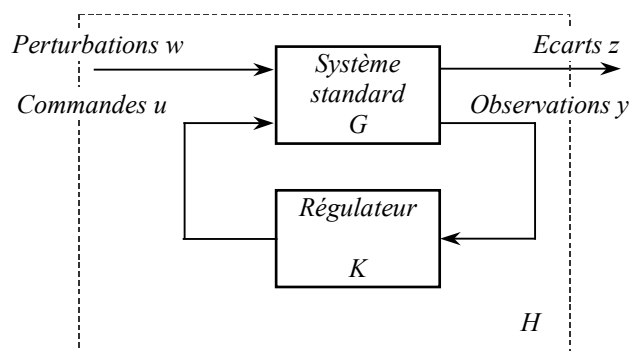 Perturbations w
Ecarts z
Système
standard
G
Commandes u
Observations y
Régulateur
K
H